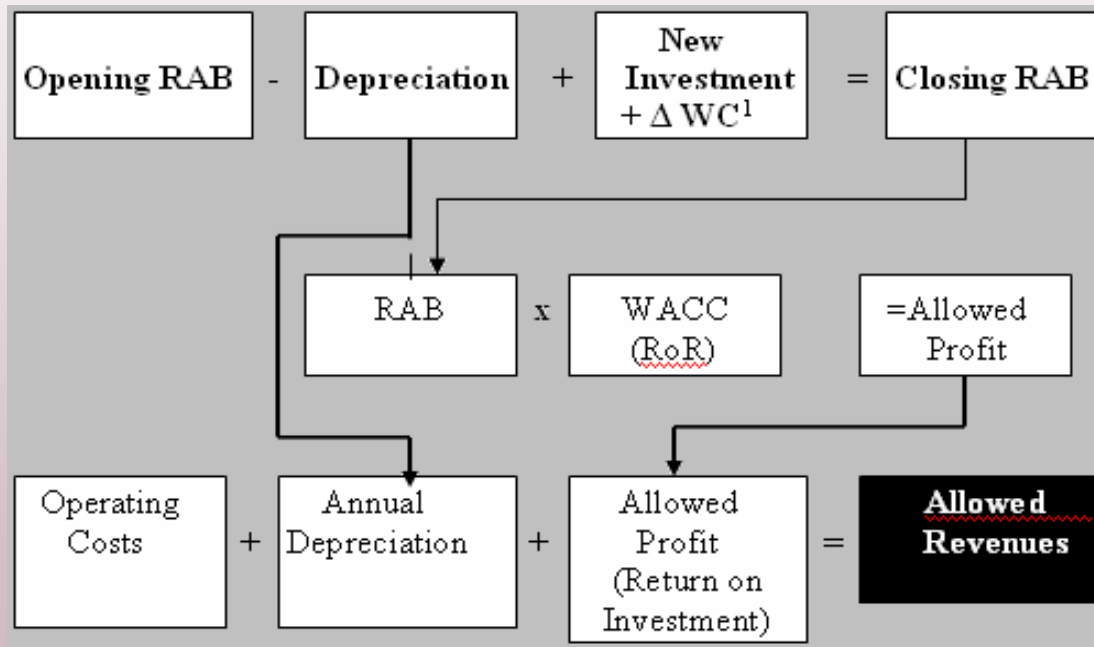 Opening RAB - Depreciation + New Investment + Δ WC¹ = Closing RAB
RAB x WACC (RoR) =Allowed Profit
Operating Costs + Annual Depreciation + Allowed Profit (Return on Investment) = Allowed Revenues